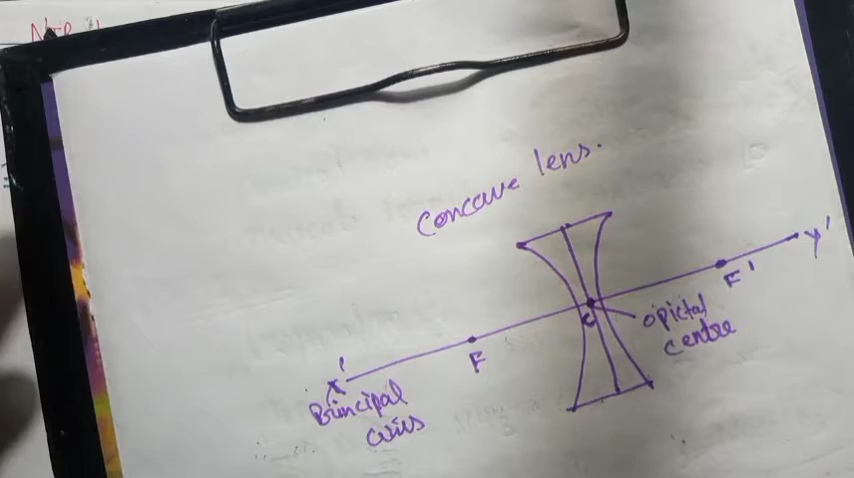 Concave lens.
y'
F'
C
opictal
centre
F
X'
Principal
axis